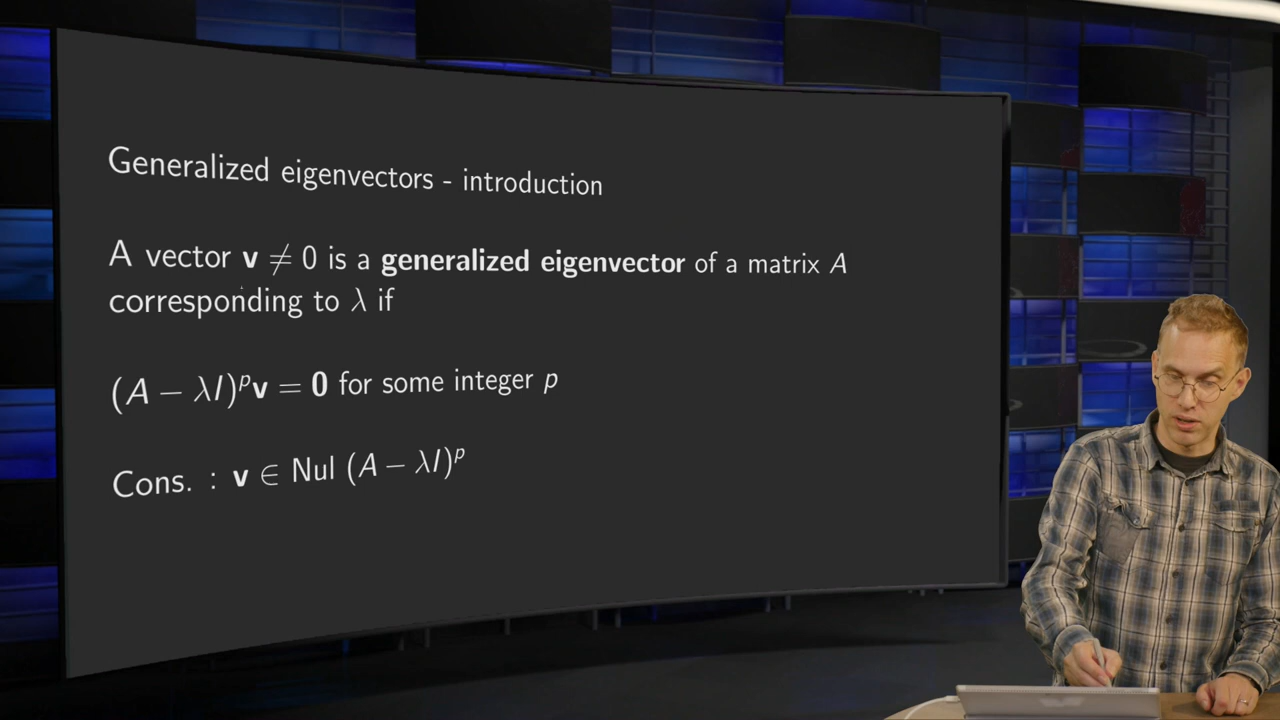 Generalized eigenvectors - introduction
A vector v ≠ 0 is a generalized eigenvector of a matrix A
corresponding to λ if
(A − λI)ᵖv = 0 for some integer p
Cons. : v ∈ Nul (A − λI)ᵖ